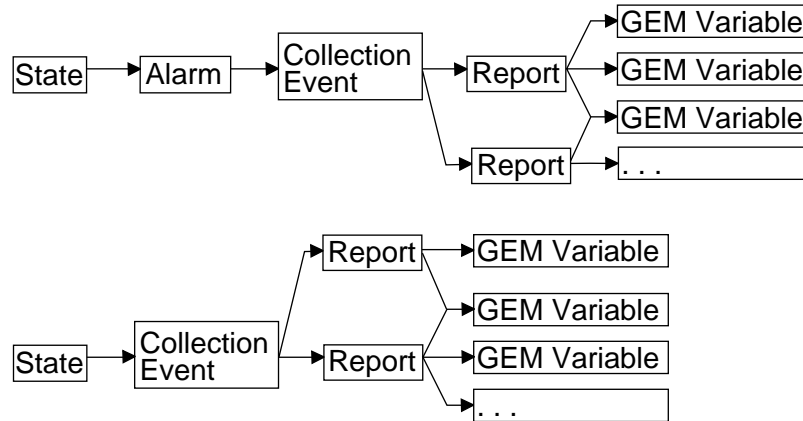 GEM Variable
State
Alarm
Collection
Event
Report
GEM Variable
GEM Variable
Report
. . .
Report
GEM Variable
GEM Variable
State
Collection
Event
Report
GEM Variable
. . .